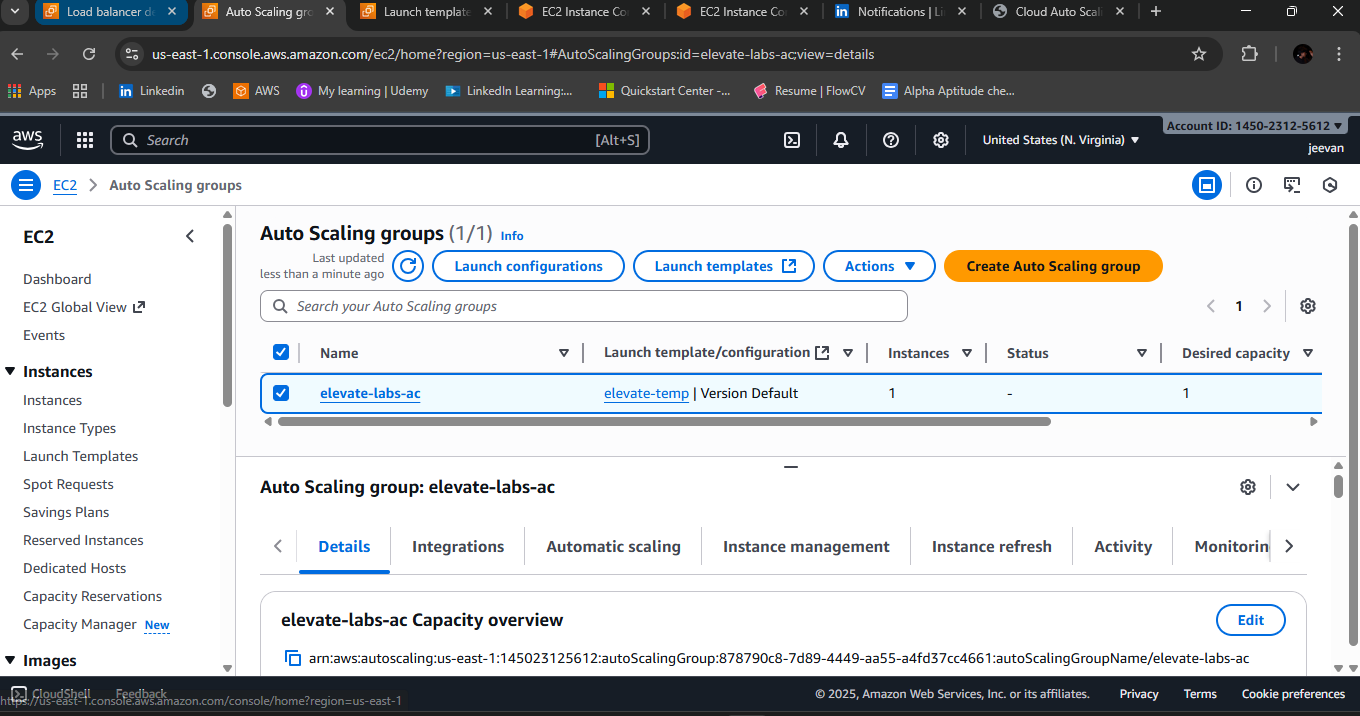 Load balancer de
Auto Scaling gro
Launch template
EC2 Instance Co
EC2 Instance Co
Notifications | Li
Cloud Auto Scali
us-east-1.console.aws.amazon.com/ec2/home?region=us-east-1#AutoScalingGroups:id=elevate-labs-ac;view=details
Apps
Linkedin
AWS
My learning | Udemy
LinkedIn Learning:...
Quickstart Center -...
Resume | FlowCV
Alpha Aptitude che...
aws
Search
[Alt+S]
United States (N. Virginia)
Account ID: 1450-2312-5612
jeevan
EC2
Auto Scaling groups
EC2
Dashboard
EC2 Global View
Events
Instances
Instances
Instance Types
Launch Templates
Spot Requests
Savings Plans
Reserved Instances
Dedicated Hosts
Capacity Reservations
Capacity Manager New
Images
Auto Scaling groups (1/1) Info
Last updated
less than a minute ago
Launch configurations
Launch templates
Actions
Create Auto Scaling group
Search your Auto Scaling groups
1
Name
Launch template/configuration
Instances
Status
Desired capacity
elevate-labs-ac
elevate-temp | Version Default
1
-
1
Auto Scaling group: elevate-labs-ac
Details
Integrations
Automatic scaling
Instance management
Instance refresh
Activity
Monitorin
elevate-labs-ac Capacity overview
Edit
arn:aws:autoscaling:us-east-1:145023125612:autoScalingGroup:878790c8-7d89-4449-aa55-a4fd37cc4661:autoScalingGroupName/elevate-labs-ac
CloudShell
Feedback
https://us-east-1.console.aws.amazon.com/console/home?region=us-east-1
© 2025, Amazon Web Services, Inc. or its affiliates.
Privacy
Terms
Cookie preferences